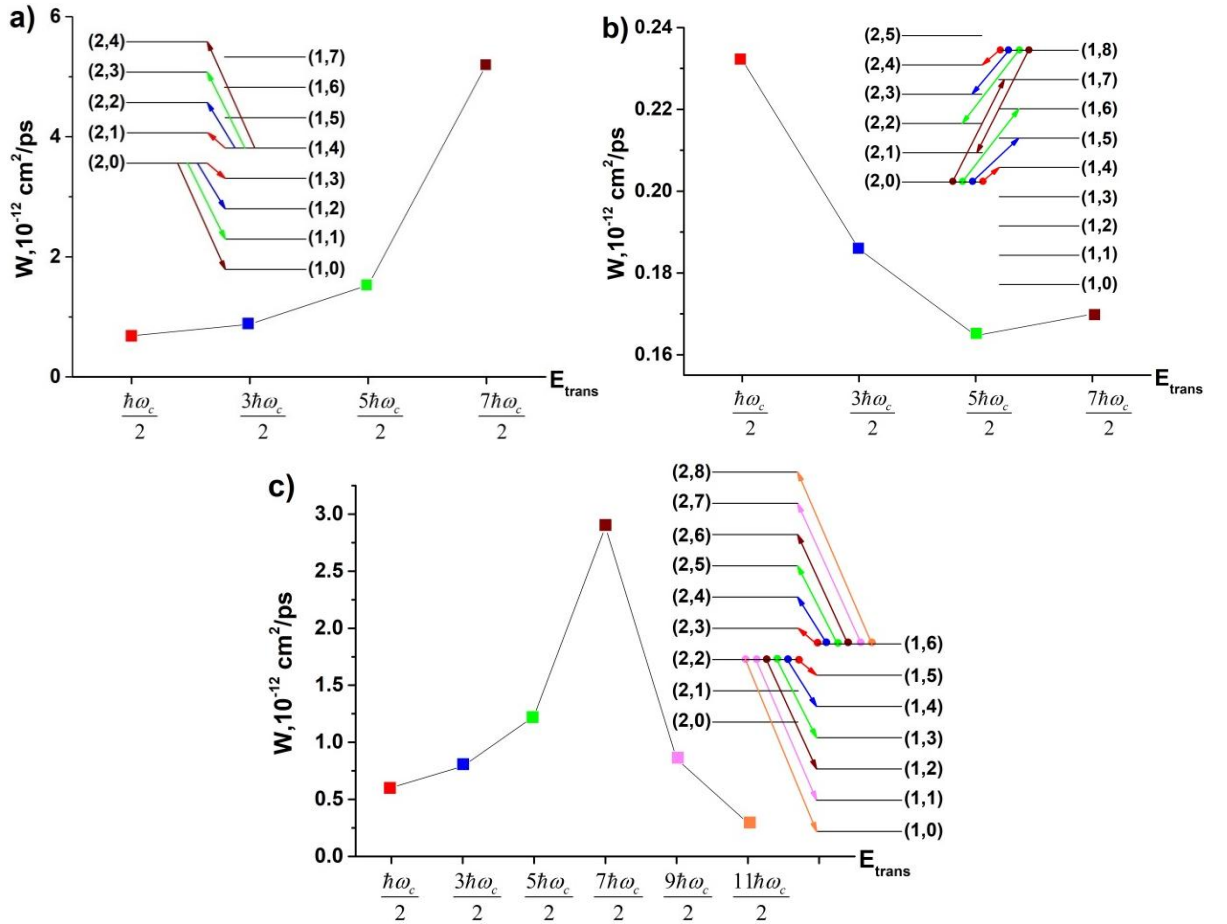 a)
W,10⁻¹² cm²/ps
6
4
2
0
(2,4)
(2,3)
(2,2)
(2,1)
(2,0)
(1,7)
(1,6)
(1,5)
(1,4)
(1,3)
(1,2)
(1,1)
(1,0)
ħω_c/2
3ħω_c/2
5ħω_c/2
7ħω_c/2
E_trans
b)
W,10⁻¹² cm²/ps
0.24
0.22
0.20
0.18
0.16
(2,5)
(2,4)
(2,3)
(2,2)
(2,1)
(2,0)
(1,8)
(1,7)
(1,6)
(1,5)
(1,4)
(1,3)
(1,2)
(1,1)
(1,0)
ħω_c/2
3ħω_c/2
5ħω_c/2
7ħω_c/2
E_trans
c)
W,10⁻¹² cm²/ps
3.0
2.5
2.0
1.5
1.0
0.5
0.0
(2,8)
(2,7)
(2,6)
(2,5)
(2,4)
(2,3)
(2,2)
(2,1)
(2,0)
(1,6)
(1,5)
(1,4)
(1,3)
(1,2)
(1,1)
(1,0)
ħω_c/2
3ħω_c/2
5ħω_c/2
7ħω_c/2
9ħω_c/2
11ħω_c/2
E_trans